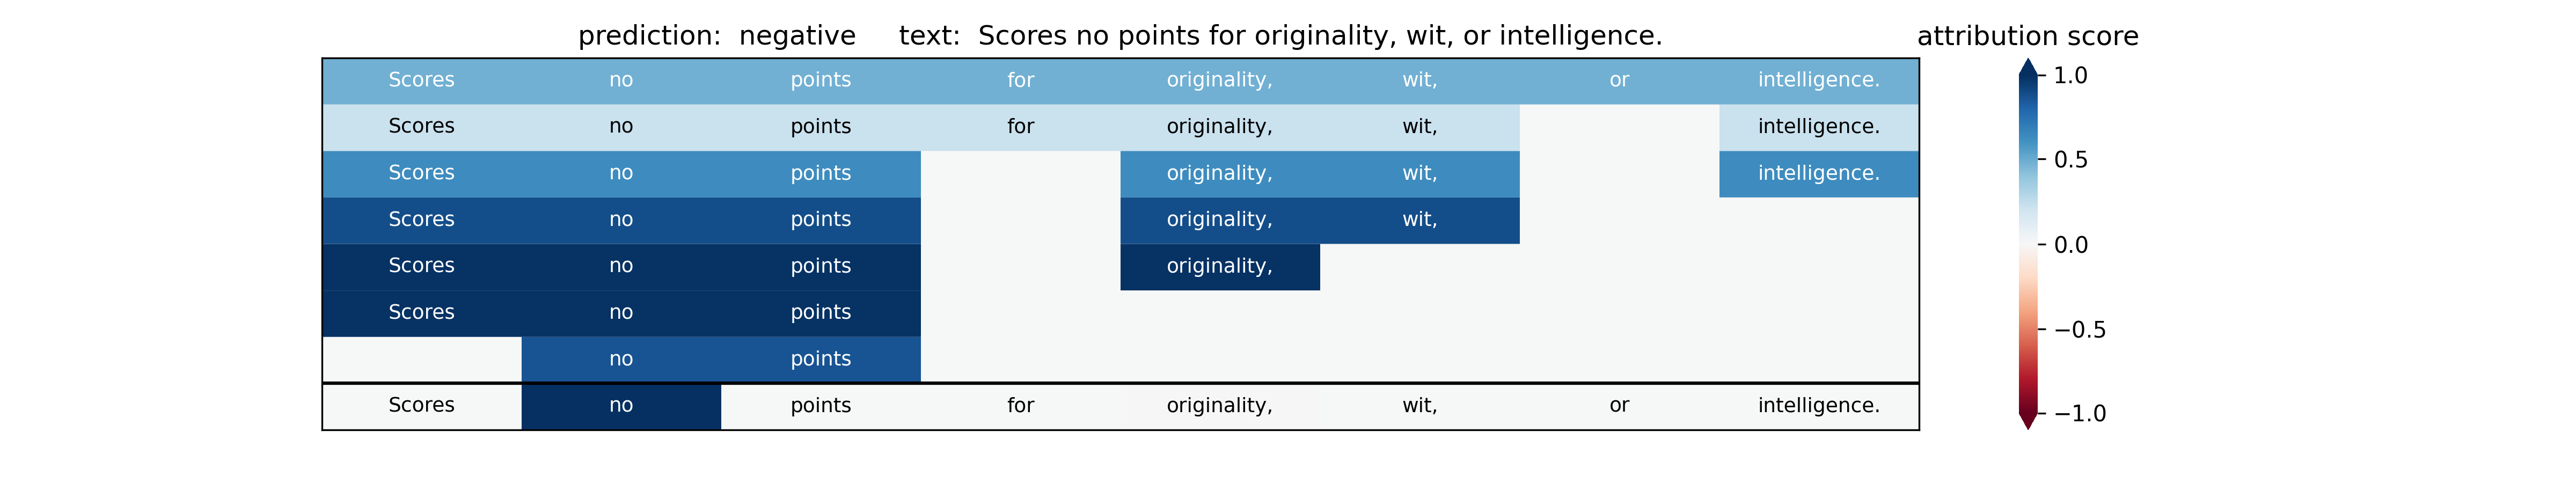 prediction: negative text: Scores no points for originality, wit, or intelligence.
attribution score
Scores no points for originality, wit, or intelligence.
Scores no points for originality, wit, intelligence.
Scores no points originality, wit, intelligence.
Scores no points originality, wit,
Scores no points originality,
Scores no points
no points
Scores no points for originality, wit, or intelligence.
1.0
0.5
0.0
−0.5
−1.0